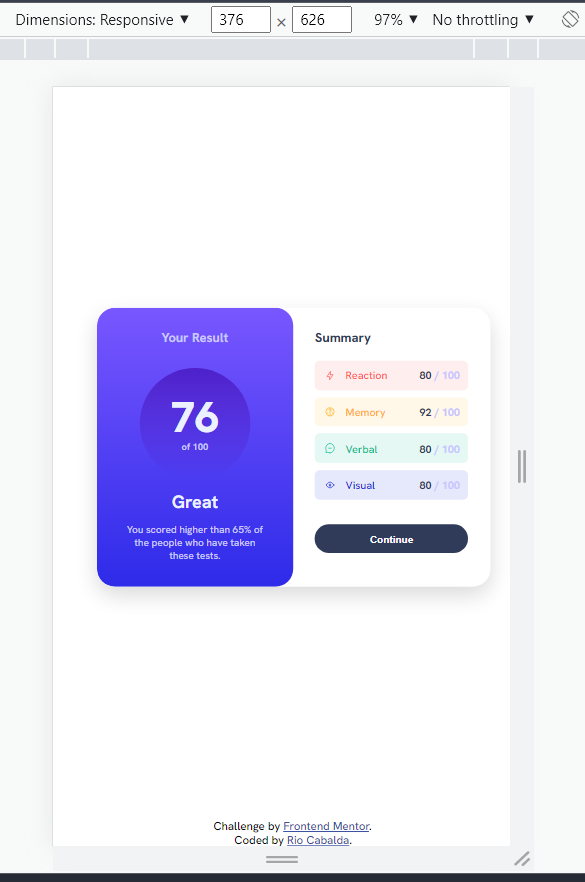 Dimensions: Responsive ▼ 376 × 626 97% ▼ No throttling ▼
Your Result
76
of 100
Great
You scored higher than 65% of
the people who have taken
these tests.
Summary
Reaction 80 / 100
Memory 92 / 100
Verbal 80 / 100
Visual 80 / 100
Continue
Challenge by Frontend Mentor.
Coded by Rio Cabalda.